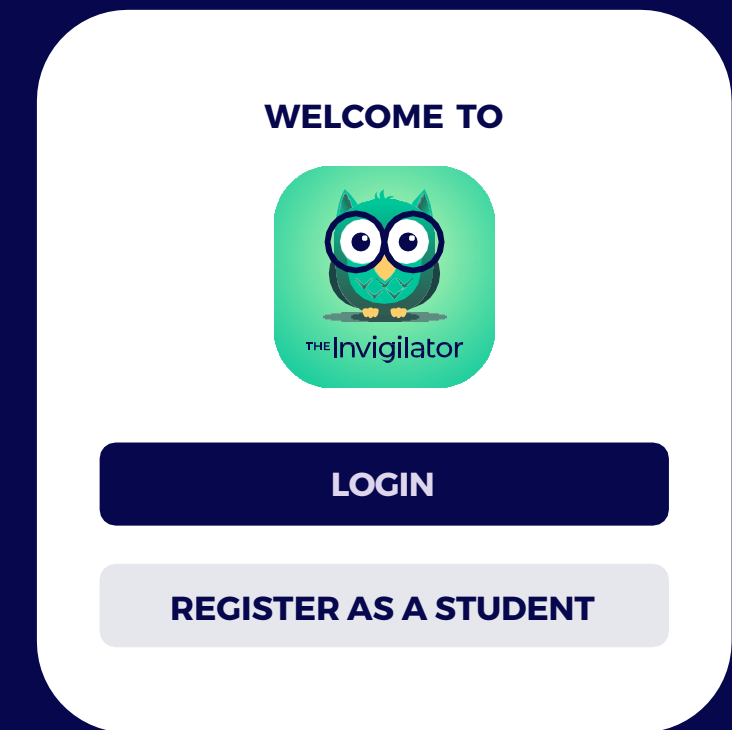 WELCOME TO
THE Invigilator
LOGIN
REGISTER AS A STUDENT